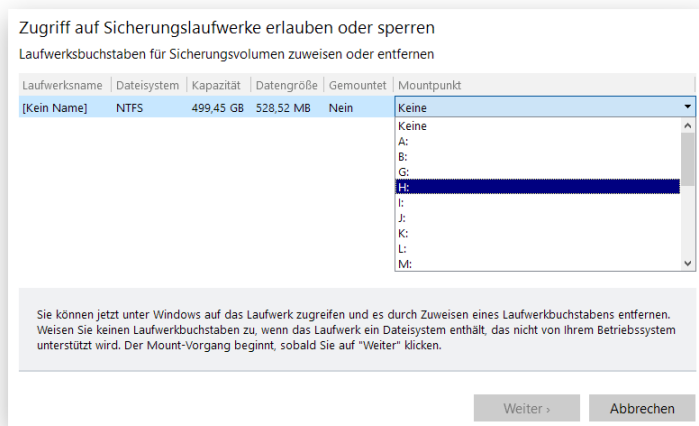 Zugriff auf Sicherungslaufwerke erlauben oder sperren
Laufwerksbuchstaben für Sicherungsvolumen zuweisen oder entfernen
Laufwerksname Dateisystem Kapazität Datengröße Gemountet Mountpunkt
[Kein Name] NTFS 499,45 GB 528,52 MB Nein Keine
Keine
A:
B:
G:
H:
I:
J:
K:
L:
M:
Sie können jetzt unter Windows auf das Laufwerk zugreifen und es durch Zuweisen eines Laufwerkbuchstabens entfernen.
Weisen Sie keinen Laufwerkbuchstaben zu, wenn das Laufwerk ein Dateisystem enthält, das nicht von Ihrem Betriebssystem
unterstützt wird. Der Mount-Vorgang beginnt, sobald Sie auf "Weiter" klicken.
Weiter ›
Abbrechen